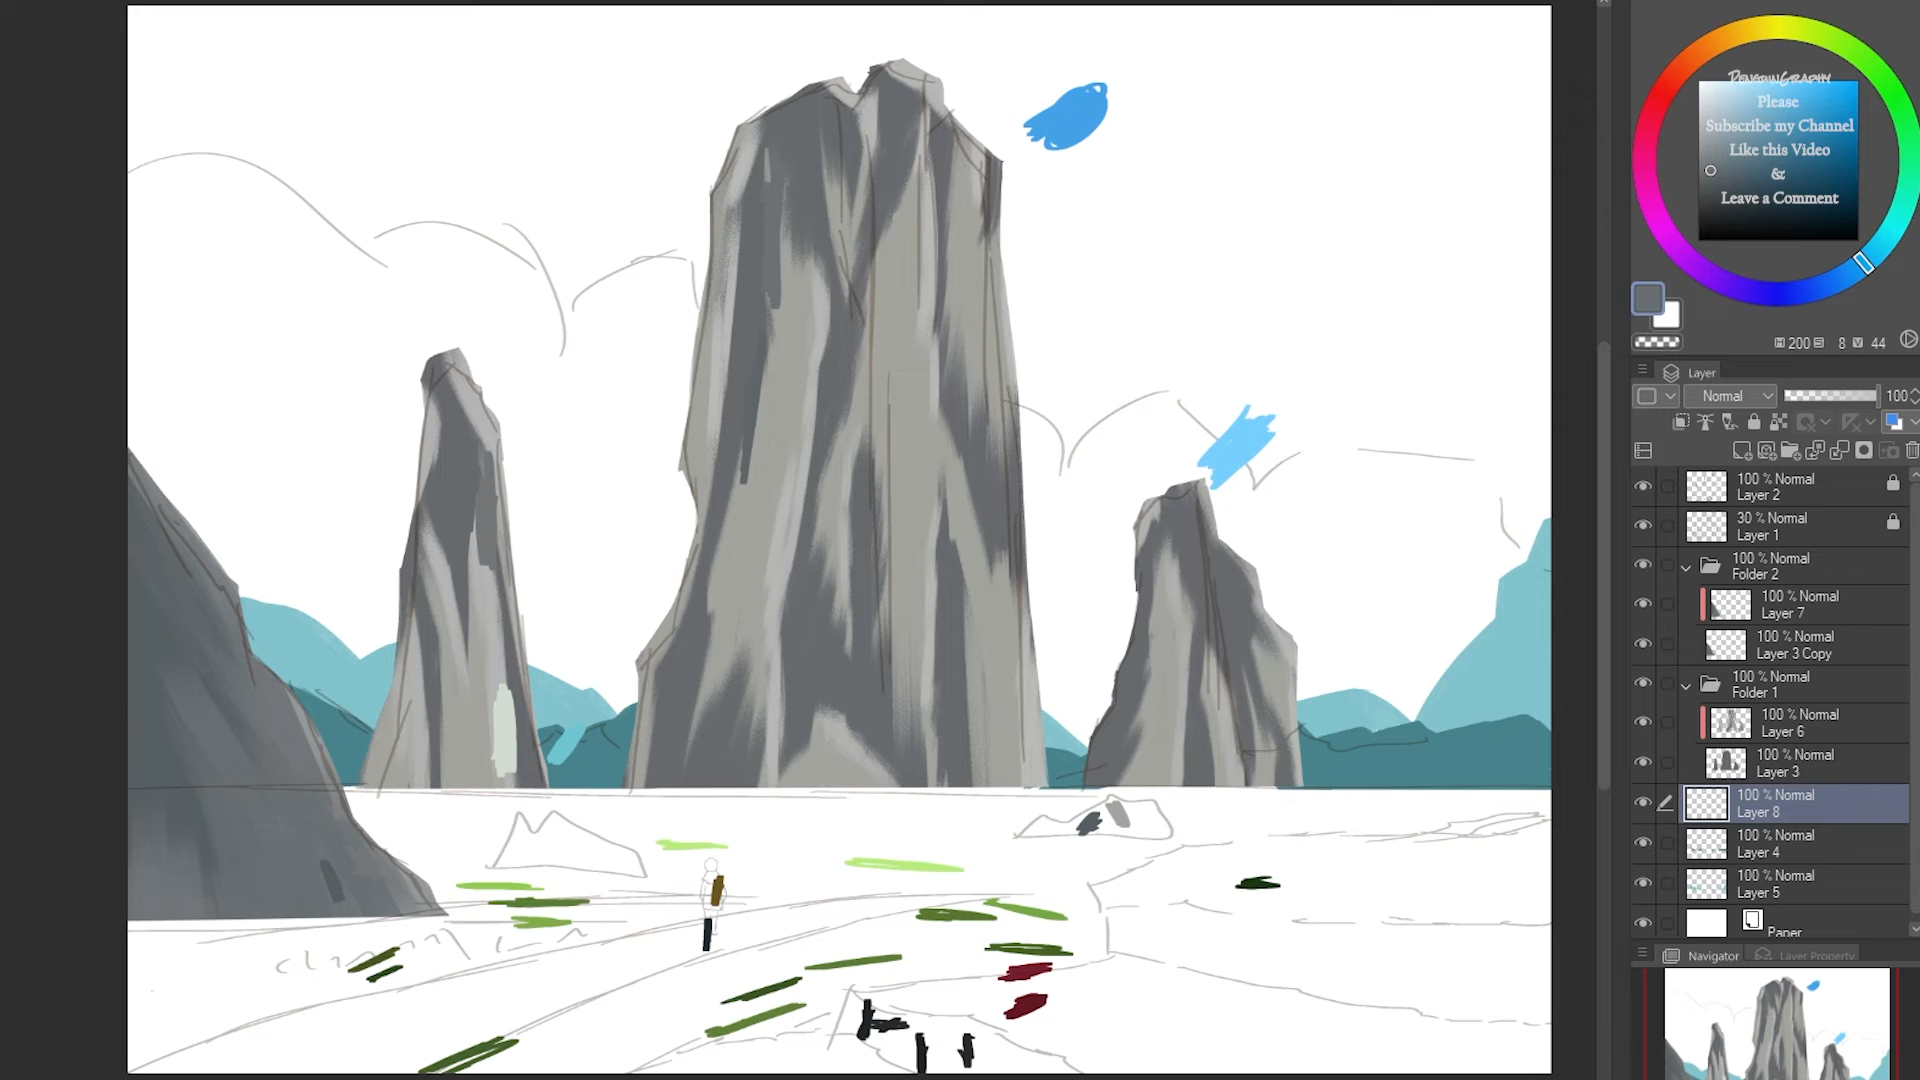 PENGUINGRAPHY
Please
Subscribe my Channel
Like this Video
&
Leave a Comment
H 200 S 8 V 44
Layer
Normal 100
100 % Normal
Layer 2
30 % Normal
Layer 1
100 % Normal
Folder 2
100 % Normal
Layer 7
100 % Normal
Layer 3 Copy
100 % Normal
Folder 1
100 % Normal
Layer 6
100 % Normal
Layer 3
100 % Normal
Layer 8
100 % Normal
Layer 4
100 % Normal
Layer 5
Paper
Navigator Layer Property